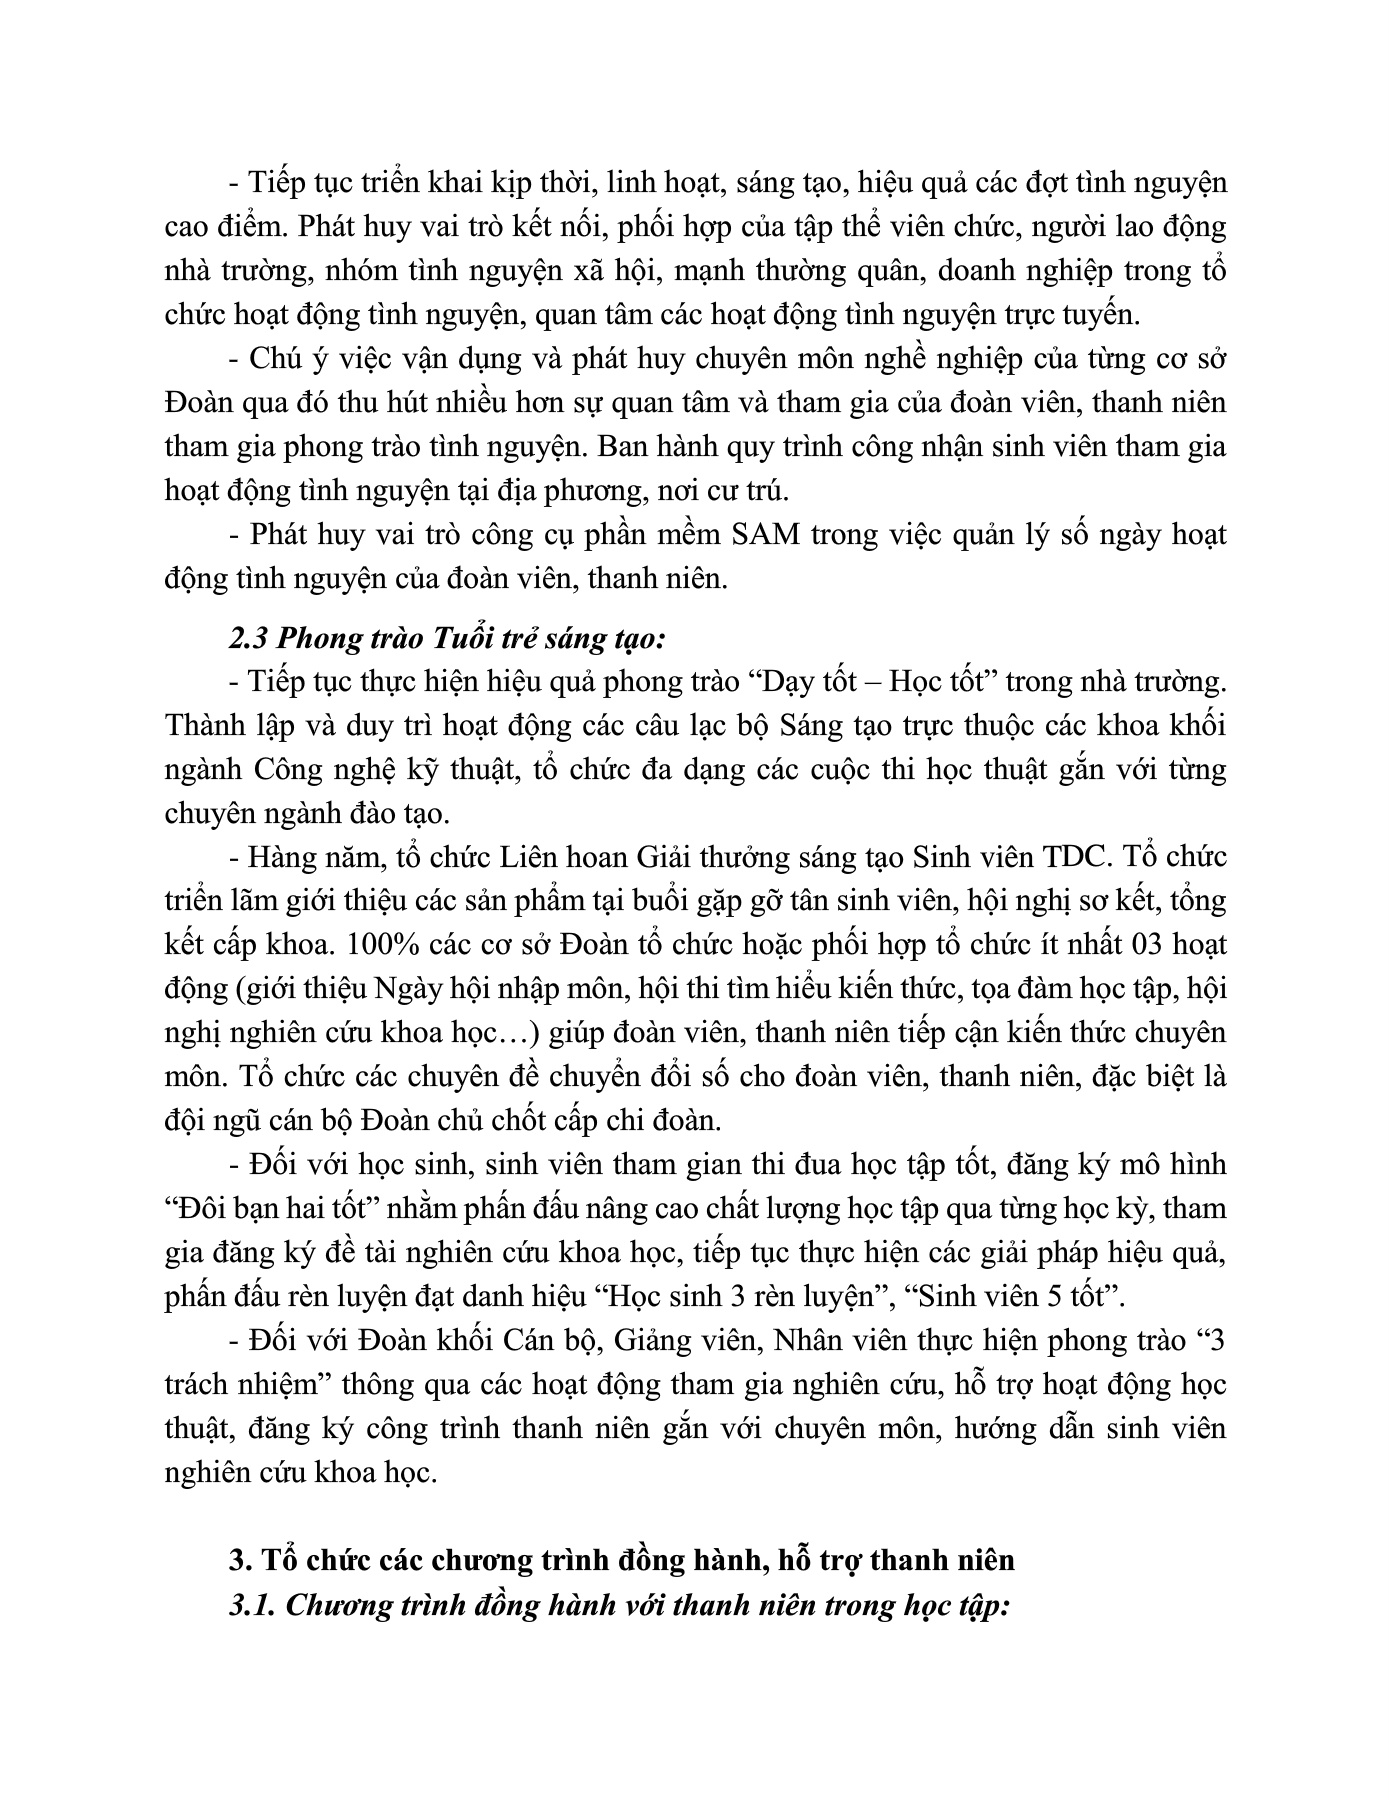 - Tiếp tục triển khai kịp thời, linh hoạt, sáng tạo, hiệu quả các đợt tình nguyện
cao điểm. Phát huy vai trò kết nối, phối hợp của tập thể viên chức, người lao động
nhà trường, nhóm tình nguyện xã hội, mạnh thường quân, doanh nghiệp trong tổ
chức hoạt động tình nguyện, quan tâm các hoạt động tình nguyện trực tuyến.
- Chú ý việc vận dụng và phát huy chuyên môn nghề nghiệp của từng cơ sở
Đoàn qua đó thu hút nhiều hơn sự quan tâm và tham gia của đoàn viên, thanh niên
tham gia phong trào tình nguyện. Ban hành quy trình công nhận sinh viên tham gia
hoạt động tình nguyện tại địa phương, nơi cư trú.
- Phát huy vai trò công cụ phần mềm SAM trong việc quản lý số ngày hoạt
động tình nguyện của đoàn viên, thanh niên.
2.3 Phong trào Tuổi trẻ sáng tạo:
- Tiếp tục thực hiện hiệu quả phong trào “Dạy tốt – Học tốt” trong nhà trường.
Thành lập và duy trì hoạt động các câu lạc bộ Sáng tạo trực thuộc các khoa khối
ngành Công nghệ kỹ thuật, tổ chức đa dạng các cuộc thi học thuật gắn với từng
chuyên ngành đào tạo.
- Hàng năm, tổ chức Liên hoan Giải thưởng sáng tạo Sinh viên TDC. Tổ chức
triển lãm giới thiệu các sản phẩm tại buổi gặp gỡ tân sinh viên, hội nghị sơ kết, tổng
kết cấp khoa. 100% các cơ sở Đoàn tổ chức hoặc phối hợp tổ chức ít nhất 03 hoạt
động (giới thiệu Ngày hội nhập môn, hội thi tìm hiểu kiến thức, tọa đàm học tập, hội
nghị nghiên cứu khoa học…) giúp đoàn viên, thanh niên tiếp cận kiến thức chuyên
môn. Tổ chức các chuyên đề chuyển đổi số cho đoàn viên, thanh niên, đặc biệt là
đội ngũ cán bộ Đoàn chủ chốt cấp chi đoàn.
- Đối với học sinh, sinh viên tham gian thi đua học tập tốt, đăng ký mô hình
“Đôi bạn hai tốt” nhằm phấn đấu nâng cao chất lượng học tập qua từng học kỳ, tham
gia đăng ký đề tài nghiên cứu khoa học, tiếp tục thực hiện các giải pháp hiệu quả,
phấn đấu rèn luyện đạt danh hiệu “Học sinh 3 rèn luyện”, “Sinh viên 5 tốt”.
- Đối với Đoàn khối Cán bộ, Giảng viên, Nhân viên thực hiện phong trào “3
trách nhiệm” thông qua các hoạt động tham gia nghiên cứu, hỗ trợ hoạt động học
thuật, đăng ký công trình thanh niên gắn với chuyên môn, hướng dẫn sinh viên
nghiên cứu khoa học.
3. Tổ chức các chương trình đồng hành, hỗ trợ thanh niên
3.1. Chương trình đồng hành với thanh niên trong học tập: